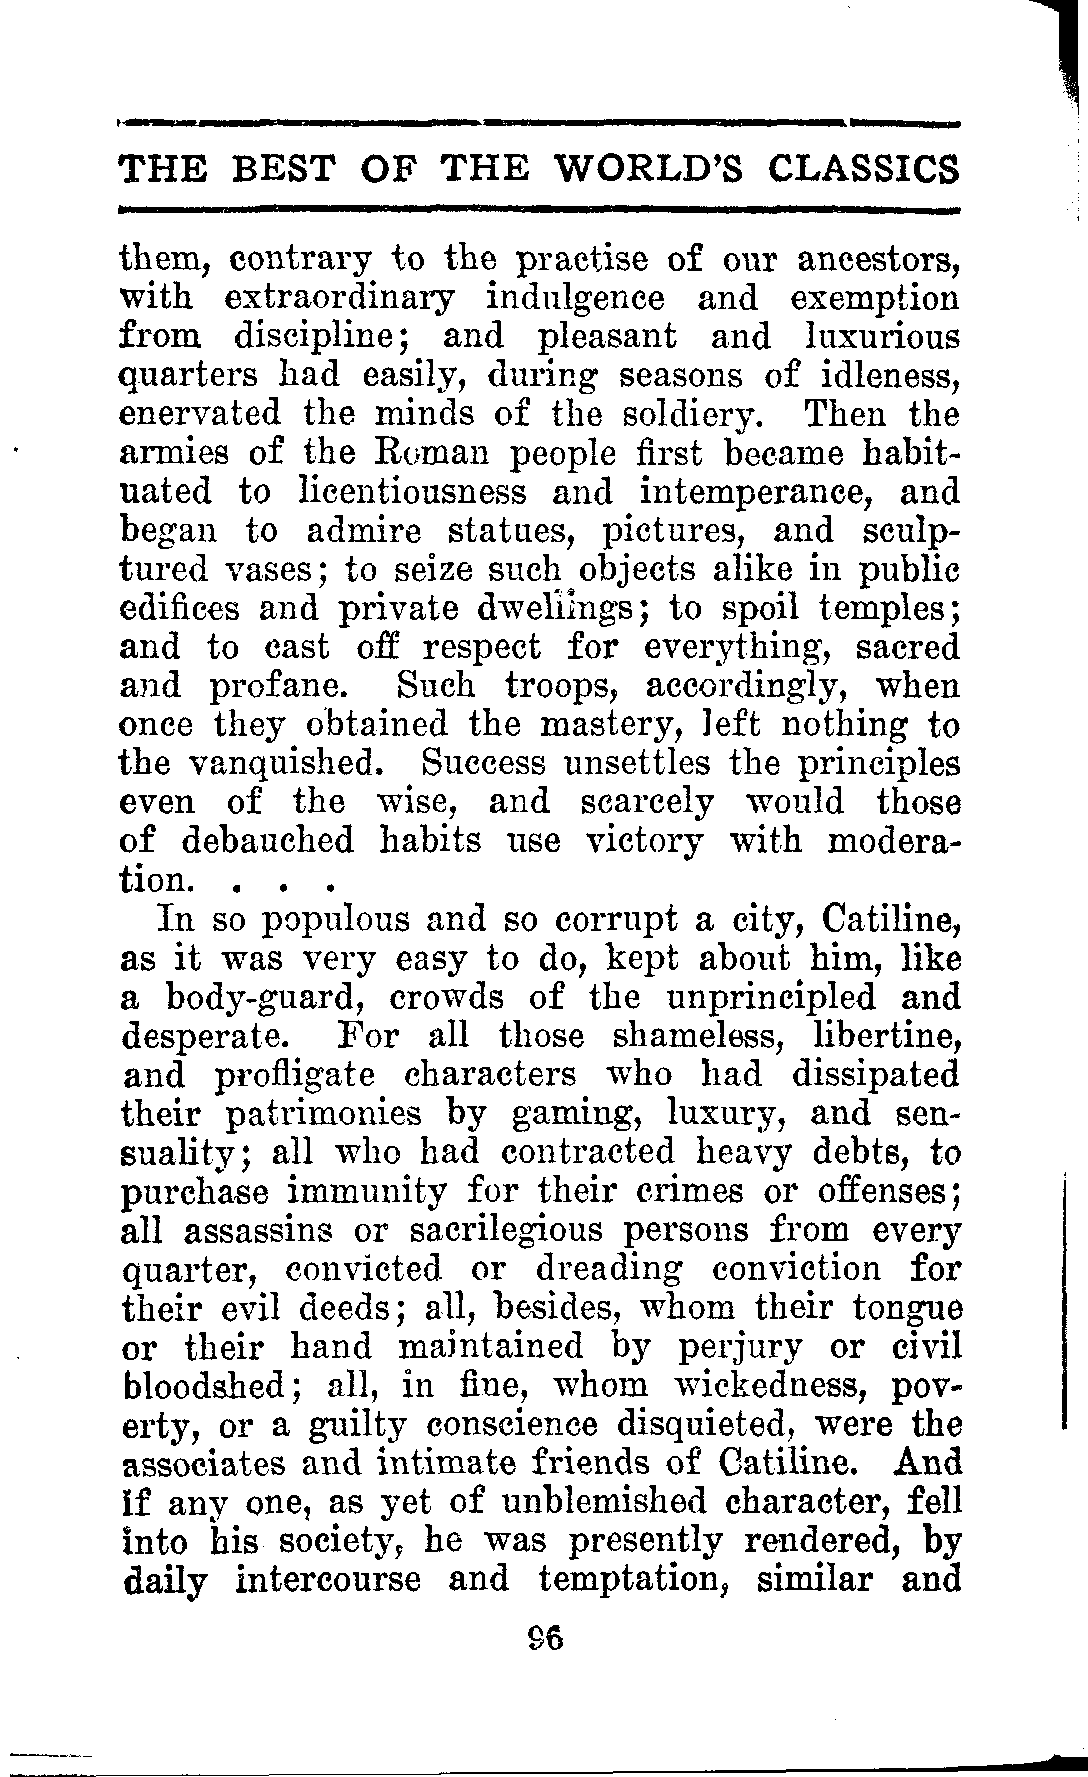 THE BEST OF THE WORLD'S CLASSICS
them, contrary to the practise of our ancestors,
with extraordinary indulgence and exemption
from discipline; and pleasant and luxurious
quarters had easily, during seasons of idleness,
enervated the minds of the soldiery. Then the
armies of the Roman people first became habit-
uated to licentiousness and intemperance, and
began to admire statues, pictures, and sculp-
tured vases; to seize such objects alike in public
edifices and private dwellings; to spoil temples;
and to cast off respect for everything, sacred
and profane. Such troops, accordingly, when
once they obtained the mastery, left nothing to
the vanquished. Success unsettles the principles
even of the wise, and scarcely would those
of debauched habits use victory with modera-
tion. . . .
In so populous and so corrupt a city, Catiline,
as it was very easy to do, kept about him, like
a body-guard, crowds of the unprincipled and
desperate. For all those shameless, libertine,
and profligate characters who had dissipated
their patrimonies by gaming, luxury, and sen-
suality; all who had contracted heavy debts, to
purchase immunity for their crimes or offenses;
all assassins or sacrilegious persons from every
quarter, convicted or dreading conviction for
their evil deeds; all, besides, whom their tongue
or their hand maintained by perjury or civil
bloodshed; all, in fine, whom wickedness, pov-
erty, or a guilty conscience disquieted, were the
associates and intimate friends of Catiline. And
if any one, as yet of unblemished character, fell
into his society, he was presently rendered, by
daily intercourse and temptation, similar and
96